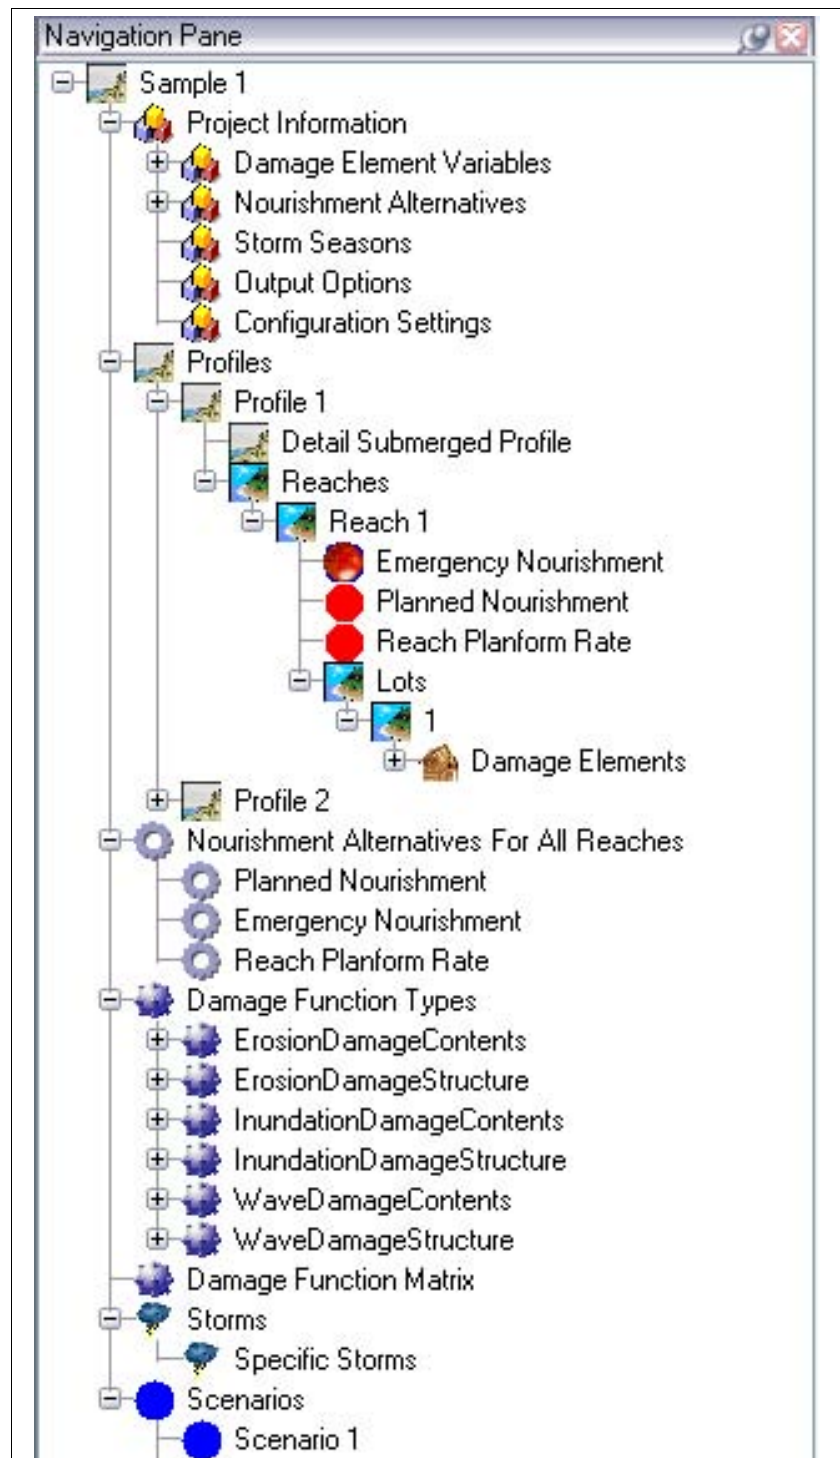 Navigation Pane
Sample 1
Project Information
Damage Element Variables
Nourishment Alternatives
Storm Seasons
Output Options
Configuration Settings
Profiles
Profile 1
Detail Submerged Profile
Reaches
Reach 1
Emergency Nourishment
Planned Nourishment
Reach Planform Rate
Lots
1
Damage Elements
Profile 2
Nourishment Alternatives For All Reaches
Planned Nourishment
Emergency Nourishment
Reach Planform Rate
Damage Function Types
ErosionDamageContents
ErosionDamageStructure
InundationDamageContents
InundationDamageStructure
WaveDamageContents
WaveDamageStructure
Damage Function Matrix
Storms
Specific Storms
Scenarios
Scenario 1